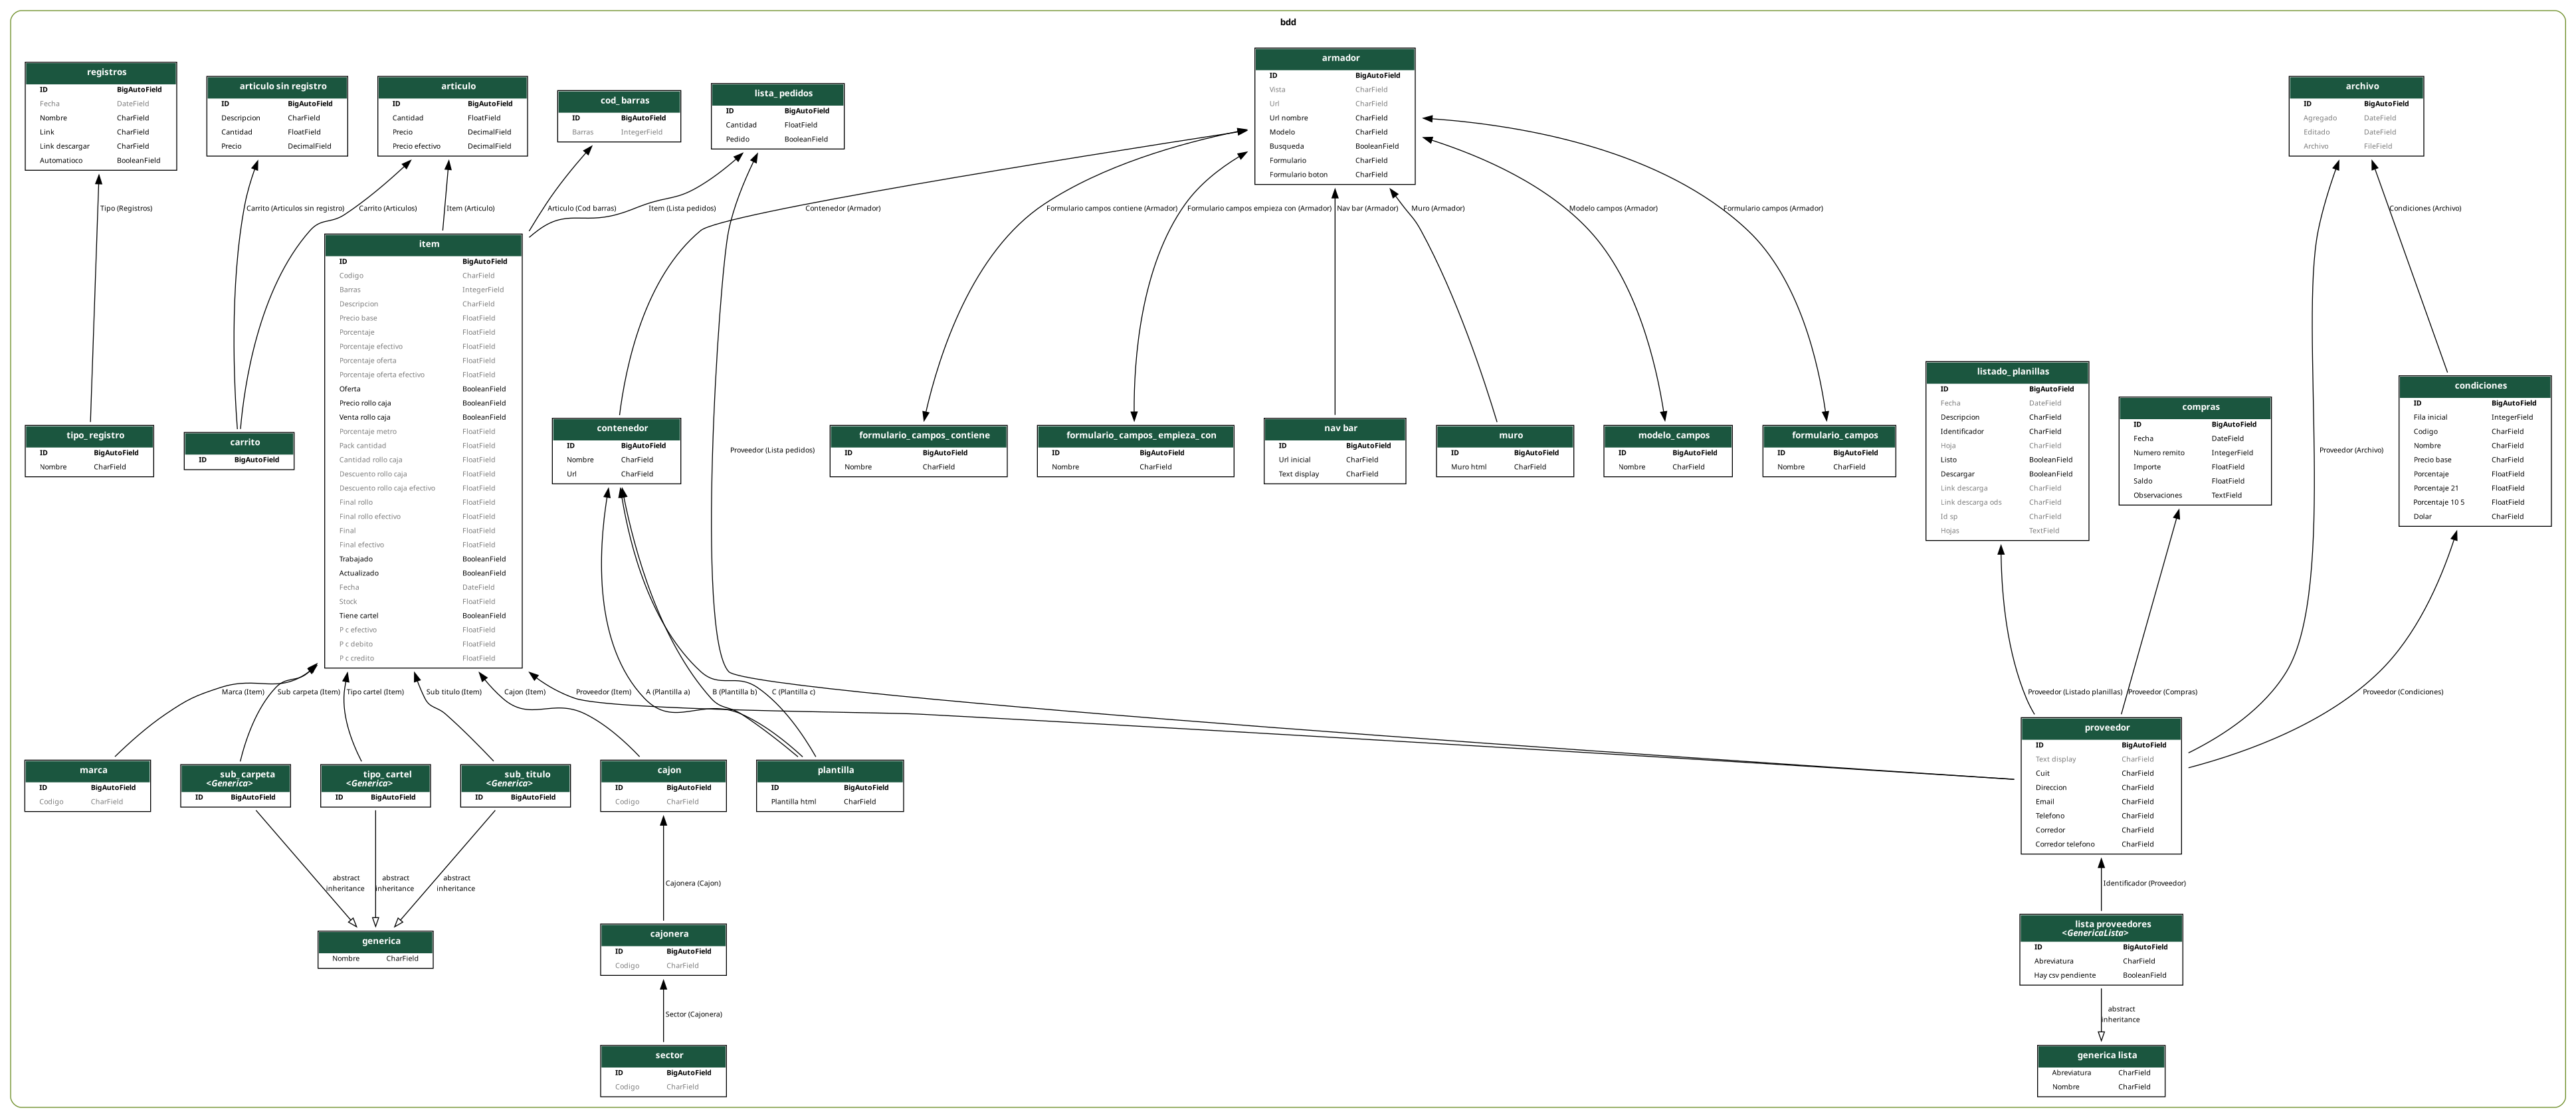 bdd
registros
ID BigAutoField
Fecha DateField
Nombre CharField
Link CharField
Link descargar CharField
Automatioco BooleanField
articulo sin registro
ID BigAutoField
Descripcion CharField
Cantidad FloatField
Precio DecimalField
articulo
ID BigAutoField
Cantidad FloatField
Precio DecimalField
Precio efectivo DecimalField
cod_barras
ID BigAutoField
Barras IntegerField
lista_pedidos
ID BigAutoField
Cantidad FloatField
Pedido BooleanField
armador
ID BigAutoField
Vista CharField
Url CharField
Url nombre CharField
Modelo CharField
Busqueda BooleanField
Formulario CharField
Formulario boton CharField
archivo
ID BigAutoField
Agregado DateField
Editado DateField
Archivo FileField
Tipo (Registros)
Carrito (Articulos sin registro)
Carrito (Articulos)
Item (Articulo)
Articulo (Cod barras)
Item (Lista pedidos)
Contenedor (Armador)
Formulario campos contiene (Armador)
Formulario campos empieza con (Armador)
Nav bar (Armador)
Muro (Armador)
Modelo campos (Armador)
Formulario campos (Armador)
Condiciones (Archivo)
item
ID BigAutoField
Codigo CharField
Barras IntegerField
Descripcion CharField
Precio base FloatField
Porcentaje FloatField
Porcentaje efectivo FloatField
Porcentaje oferta FloatField
Porcentaje oferta efectivo FloatField
Oferta BooleanField
Precio rollo caja BooleanField
Venta rollo caja BooleanField
Porcentaje metro FloatField
Pack cantidad FloatField
Cantidad rollo caja FloatField
Descuento rollo caja FloatField
Descuento rollo caja efectivo FloatField
Final rollo FloatField
Final rollo efectivo FloatField
Final FloatField
Final efectivo FloatField
Trabajado BooleanField
Actualizado BooleanField
Fecha DateField
Stock FloatField
Tiene cartel BooleanField
P c efectivo FloatField
P c debito FloatField
P c credito FloatField
tipo_registro
ID BigAutoField
Nombre CharField
carrito
ID BigAutoField
contenedor
ID BigAutoField
Nombre CharField
Url CharField
Proveedor (Lista pedidos)
formulario_campos_contiene
ID BigAutoField
Nombre CharField
formulario_campos_empieza_con
ID BigAutoField
Nombre CharField
nav bar
ID BigAutoField
Url inicial CharField
Text display CharField
muro
ID BigAutoField
Muro html CharField
modelo_campos
ID BigAutoField
Nombre CharField
formulario_campos
ID BigAutoField
Nombre CharField
listado_planillas
ID BigAutoField
Fecha DateField
Descripcion CharField
Identificador CharField
Hoja CharField
Listo BooleanField
Descargar BooleanField
Link descarga CharField
Link descarga ods CharField
Id sp CharField
Hojas TextField
compras
ID BigAutoField
Fecha DateField
Numero remito IntegerField
Importe FloatField
Saldo FloatField
Observaciones TextField
Proveedor (Archivo)
condiciones
ID BigAutoField
Fila inicial IntegerField
Codigo CharField
Nombre CharField
Precio base CharField
Porcentaje FloatField
Porcentaje 21 FloatField
Porcentaje 10 5 FloatField
Dolar CharField
Marca (Item)
Sub carpeta (Item)
Tipo cartel (Item)
Sub titulo (Item)
Cajon (Item)
Proveedor (Item)
A (Plantilla a)
B (Plantilla b)
C (Plantilla c)
Proveedor (Listado planillas)
Proveedor (Compras)
Proveedor (Condiciones)
marca
ID BigAutoField
Codigo CharField
sub_carpeta
<Generica>
ID BigAutoField
tipo_cartel
<Generica>
ID BigAutoField
sub_titulo
<Generica>
ID BigAutoField
cajon
ID BigAutoField
Codigo CharField
plantilla
ID BigAutoField
Plantilla html CharField
proveedor
ID BigAutoField
Text display CharField
Cuit CharField
Direccion CharField
Email CharField
Telefono CharField
Corredor CharField
Corredor telefono CharField
abstract
inheritance
abstract
inheritance
abstract
inheritance
Cajonera (Cajon)
Identificador (Proveedor)
generica
Nombre CharField
cajonera
ID BigAutoField
Codigo CharField
lista proveedores
<GenericaLista>
ID BigAutoField
Abreviatura CharField
Hay csv pendiente BooleanField
Sector (Cajonera)
abstract
inheritance
sector
ID BigAutoField
Codigo CharField
generica lista
Abreviatura CharField
Nombre CharField